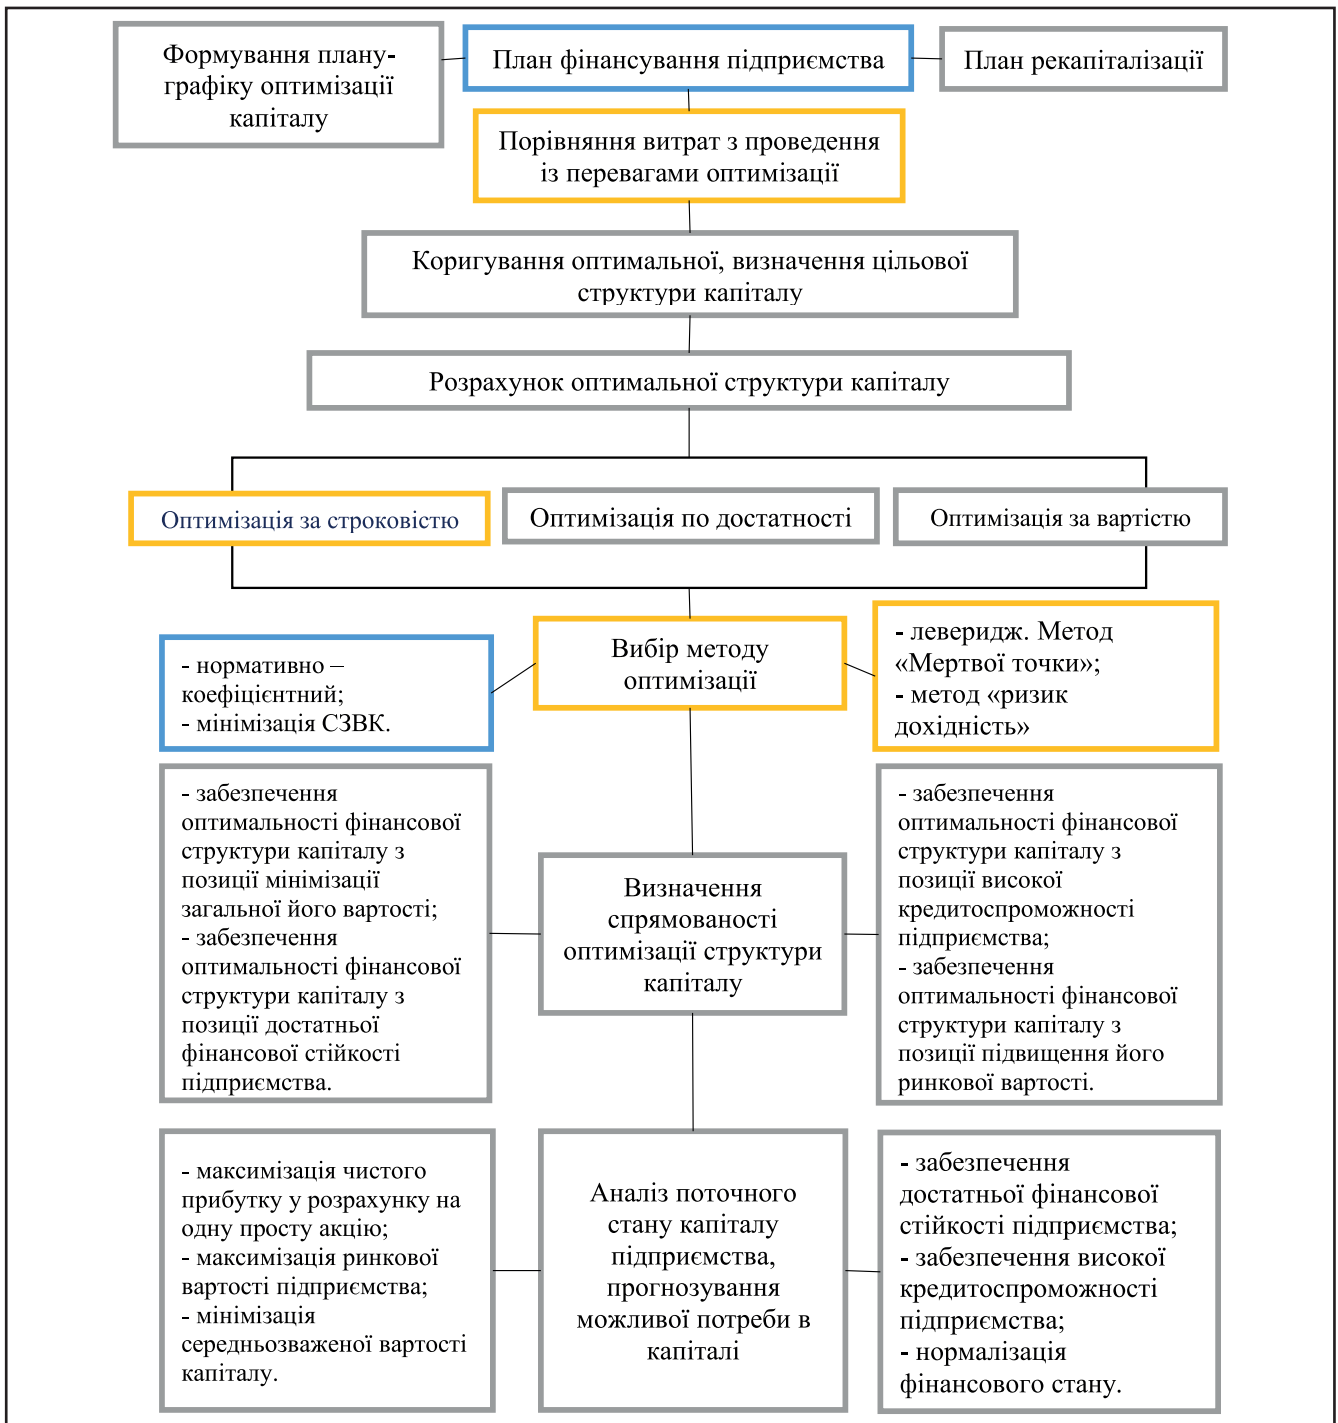 Формування плану-
графіку оптимізації
капіталу
План фінансування підприємства
План рекапіталізації
Порівняння витрат з проведення
із перевагами оптимізації
Коригування оптимальної, визначення цільової
структури капіталу
Розрахунок оптимальної структури капіталу
Оптимізація за строковістю
Оптимізація по достатності
Оптимізація за вартістю
- нормативно –
коефіцієнтний;
- мінімізація СЗВК.
Вибір методу
оптимізації
- леверидж. Метод
«Мертвої точки»;
- метод «ризик
дохідність»
- забезпечення
оптимальності фінансової
структури капіталу з
позиції мінімізації
загальної його вартості;
- забезпечення
оптимальності фінансової
структури капіталу з
позиції достатньої
фінансової стійкості
підприємства.
Визначення
спрямованості
оптимізації структури
капіталу
- забезпечення
оптимальності фінансової
структури капіталу з
позиції високої
кредитоспроможності
підприємства;
- забезпечення
оптимальності фінансової
структури капіталу з
позиції підвищення його
ринкової вартості.
- максимізація чистого
прибутку у розрахунку на
одну просту акцію;
- максимізація ринкової
вартості підприємства;
- мінімізація
середньозваженої вартості
капіталу.
Аналіз поточного
стану капіталу
підприємства,
прогнозування
можливої потреби в
капіталі
- забезпечення
достатньої фінансової
стійкості підприємства;
- забезпечення високої
кредитоспроможності
підприємства;
- нормалізація
фінансового стану.